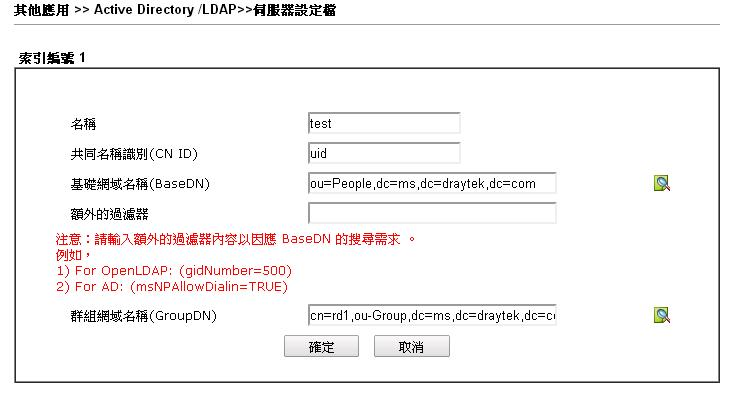 其他應用 >> Active Directory /LDAP>>伺服器設定檔
索引編號 1
名稱 test
共同名稱識別(CN ID) uid
基礎網域名稱(BaseDN) ou=People,dc=ms,dc=draytek,dc=com
額外的過濾器
注意：請輸入額外的過濾器內容以因應 BaseDN 的搜尋需求 。
例如，
1) For OpenLDAP: (gidNumber=500)
2) For AD: (msNPAllowDialin=TRUE)
群組網域名稱(GroupDN) cn=rd1,ou-Group,dc=ms,dc=draytek,dc=c
確定 取消